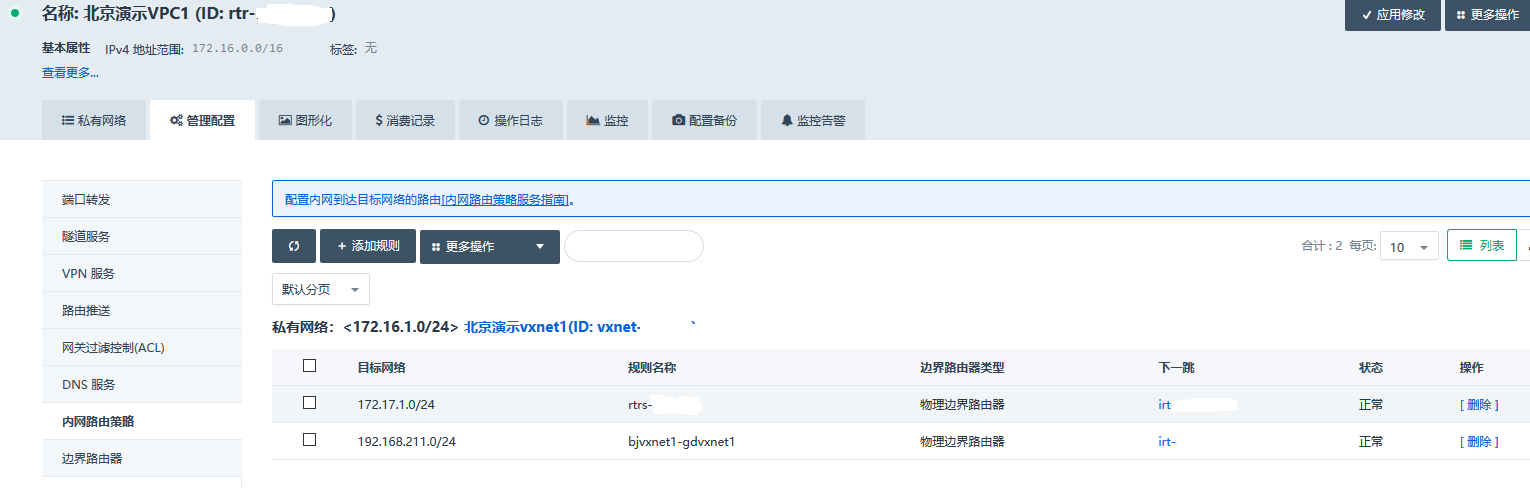 名称: 北京演示VPC1 (ID: rtr-
)
应用修改
更多操作
基本属性 IPv4 地址范围: 172.16.0.0/16 标签: 无
查看更多...
私有网络 管理配置 图形化 $ 消费记录 操作日志 监控 配置备份 监控告警
端口转发
隧道服务
VPN 服务
路由推送
网关过滤控制(ACL)
DNS 服务
内网路由策略
边界路由器
配置内网到达目标网络的路由[内网路由策略服务指南]。
+ 添加规则 更多操作
合计 : 2 每页: 10 列表
默认分页
私有网络: <172.16.1.0/24> 北京演示vxnet1(ID: vxnet-
目标网络 规则名称 边界路由器类型 下一跳 状态 操作
172.17.1.0/24 rtrs- 物理边界路由器 irt- 正常 [ 删除 ]
192.168.211.0/24 bjvxnet1-gdvxnet1 物理边界路由器 irt- 正常 [ 删除 ]